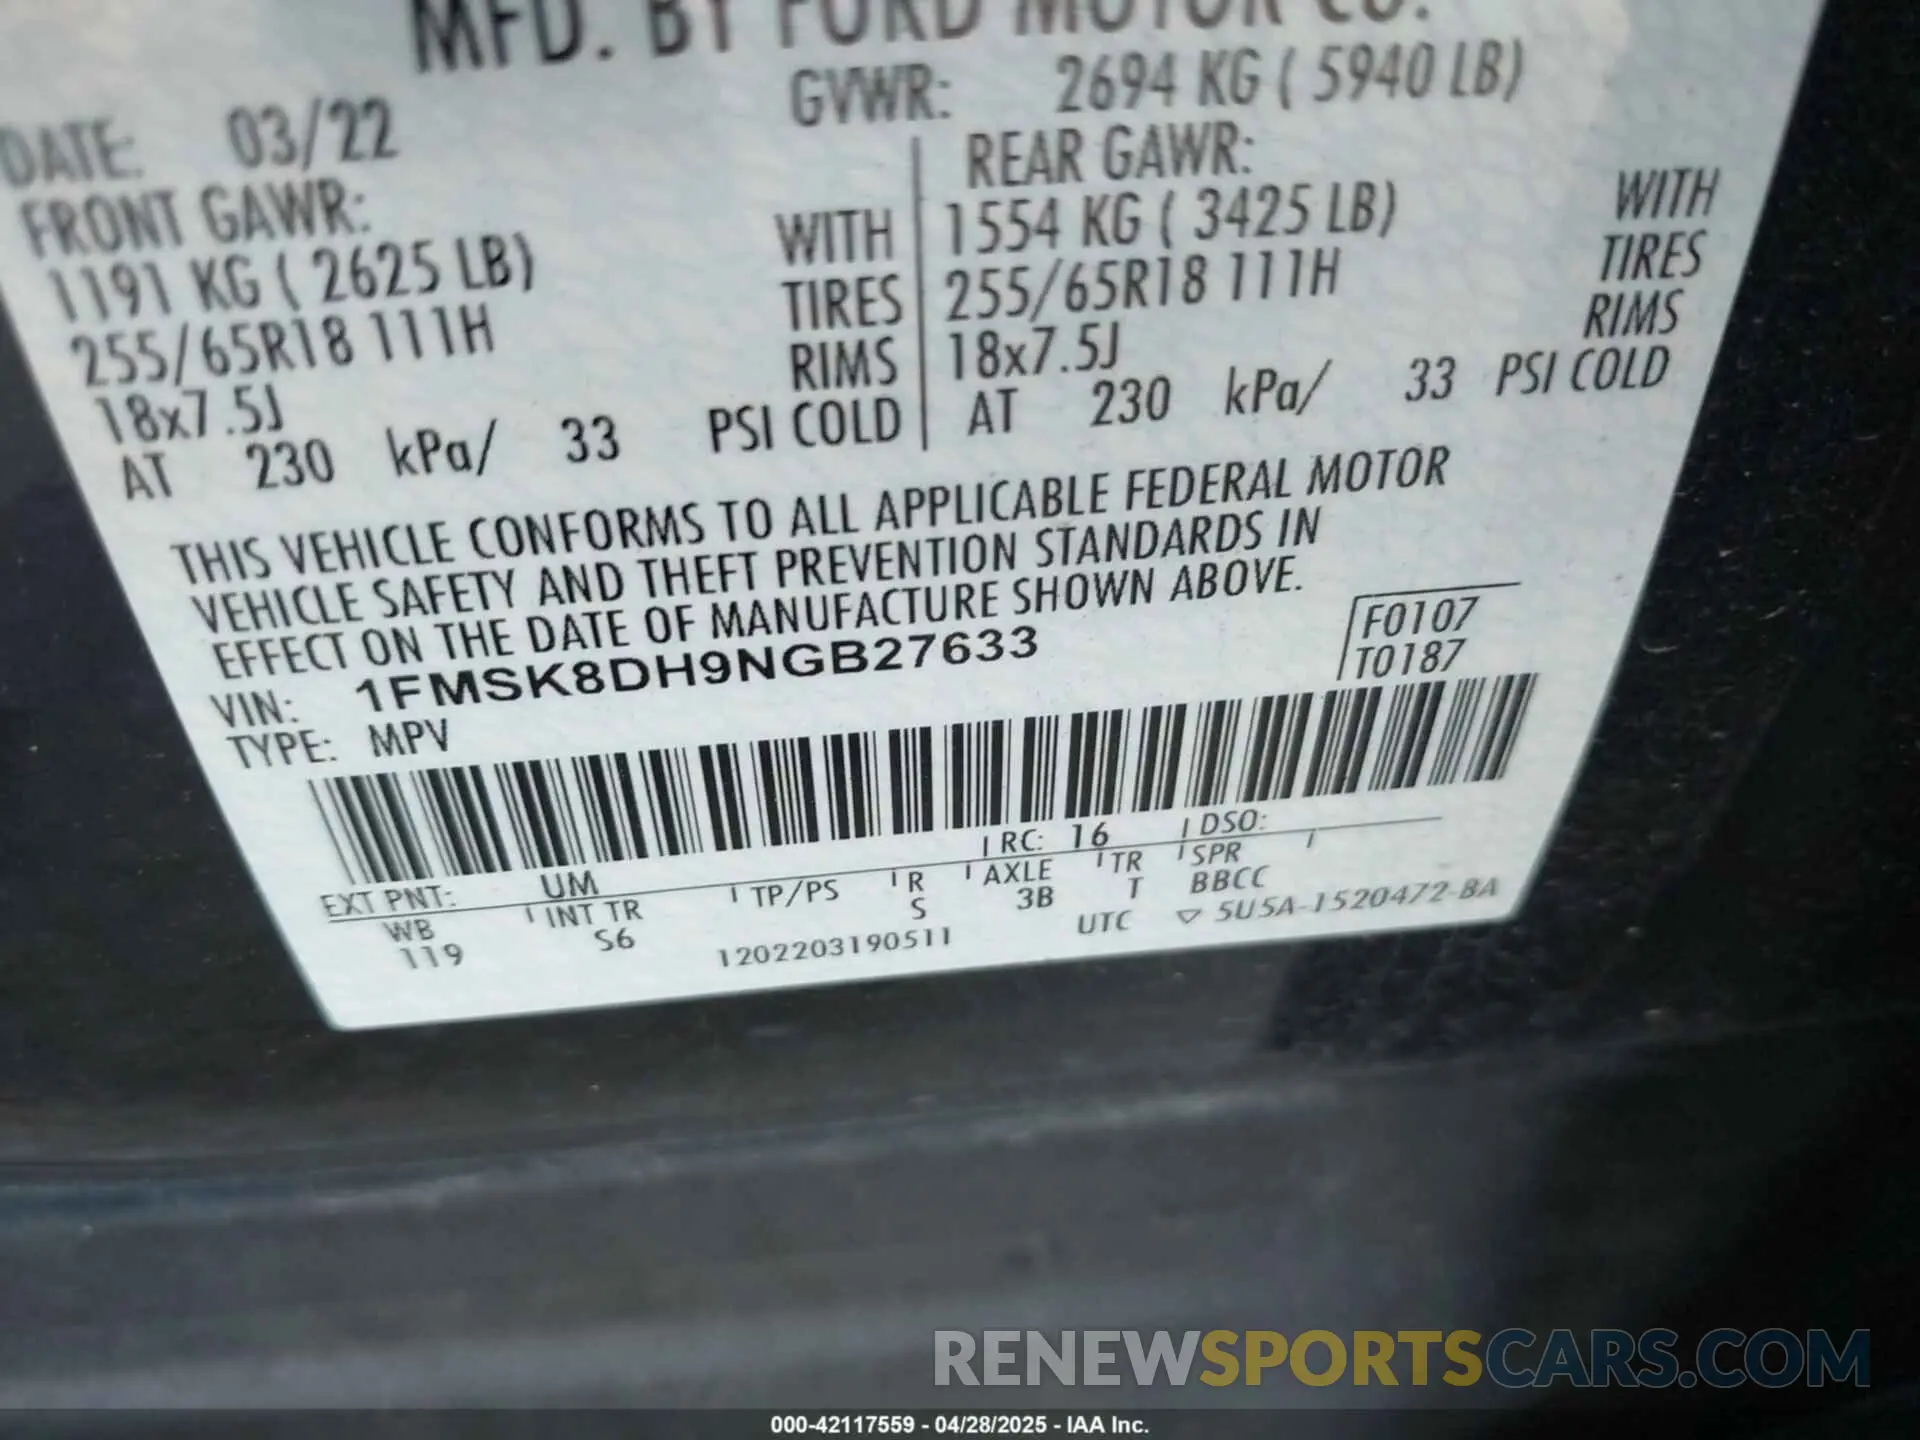 MFD. BY FORD MOTOR CO.
DATE: 03/22 GVWR: 2694 KG ( 5940 LB)
FRONT GAWR: REAR GAWR:
1191 KG ( 2625 LB) WITH 1554 KG ( 3425 LB) WITH
255/65R18 111H TIRES 255/65R18 111H TIRES
18x7.5J RIMS 18x7.5J RIMS
AT 230 kPa/ 33 PSI COLD AT 230 kPa/ 33 PSI COLD
THIS VEHICLE CONFORMS TO ALL APPLICABLE FEDERAL MOTOR
VEHICLE SAFETY AND THEFT PREVENTION STANDARDS IN
EFFECT ON THE DATE OF MANUFACTURE SHOWN ABOVE.
VIN: 1FMSK8DH9NGB27633 F0107
TYPE: MPV T0187
EXT PNT: UM RC: 16 DSO:
WB INT TR TP/PS R AXLE TR SPR
119 S6 S 3B T BBCC
1202203190511 UTC ▽ 5U5A-1520472-BA
RENEWSPORTSCARS.COM
000-42117559 - 04/28/2025 - IAA Inc.